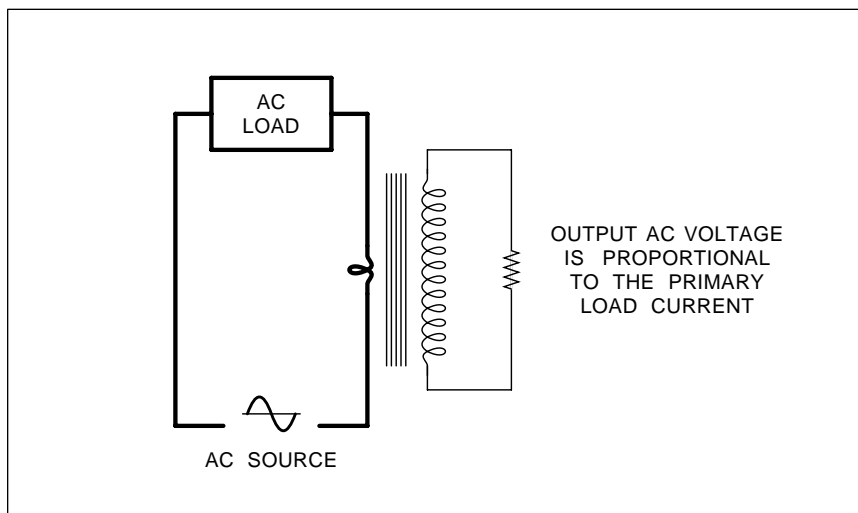 AC
LOAD
OUTPUT AC VOLTAGE
IS PROPORTIONAL
TO THE PRIMARY
LOAD CURRENT
AC SOURCE